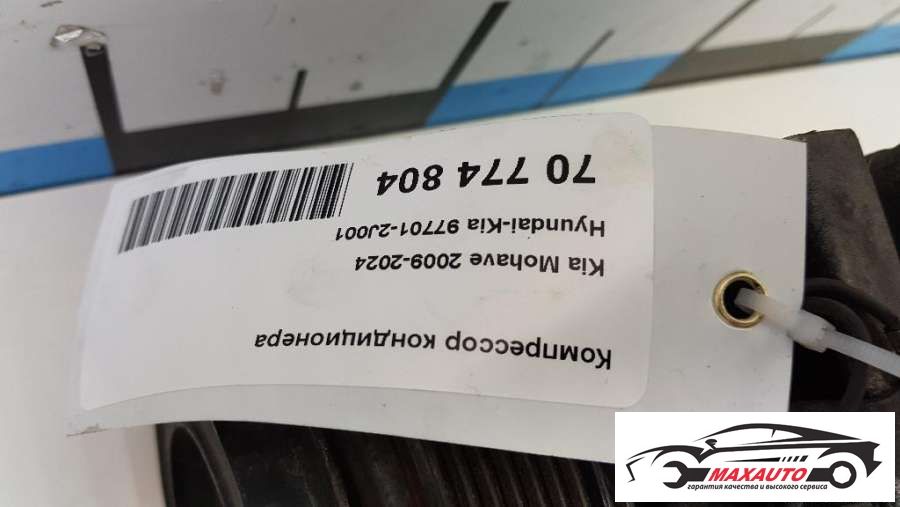 Компрессор кондиционера
Kia Mohave 2009-2024
Hyundai-Kia 97701-2J001
70 774 804
MAXAUTO
гарантия качества и высокого сервиса